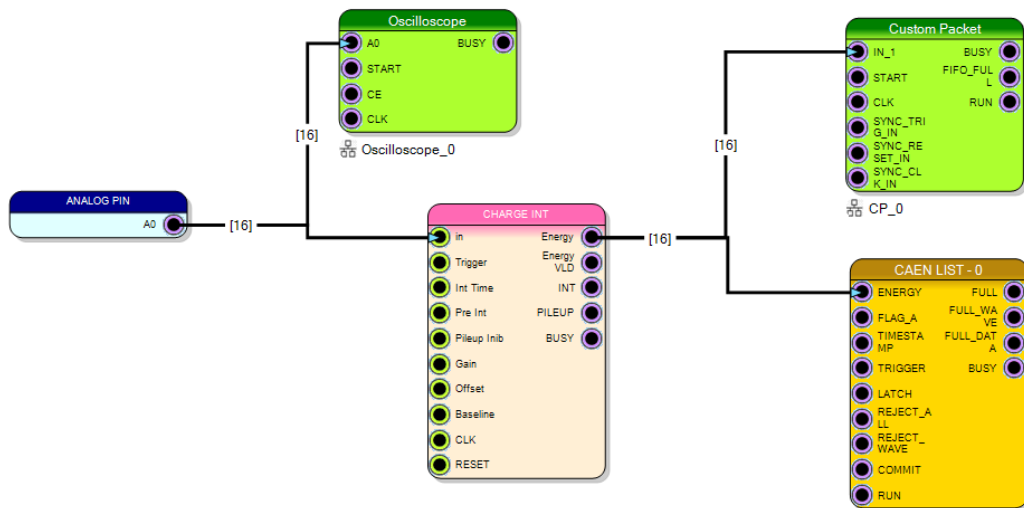 Oscilloscope
A0 BUSY
START
CE
CLK
Oscilloscope_0
[16]
ANALOG PIN
A0
[16]
CHARGE INT
in Energy
Trigger Energy
VLD
Int Time INT
Pre Int PILEUP
Pileup Inib BUSY
Gain
Offset
Baseline
CLK
RESET
[16]
[16]
Custom Packet
IN_1 BUSY
START FIFO_FUL
L
CLK RUN
SYNC_TRI
G_IN
SYNC_RE
SET_IN
SYNC_CL
K_IN
CP_0
CAEN LIST - 0
ENERGY FULL
FLAG_A FULL_WA
VE
TIMESTA FULL_DAT
MP A
TRIGGER BUSY
LATCH
REJECT_A
LL
REJECT_
WAVE
COMMIT
RUN